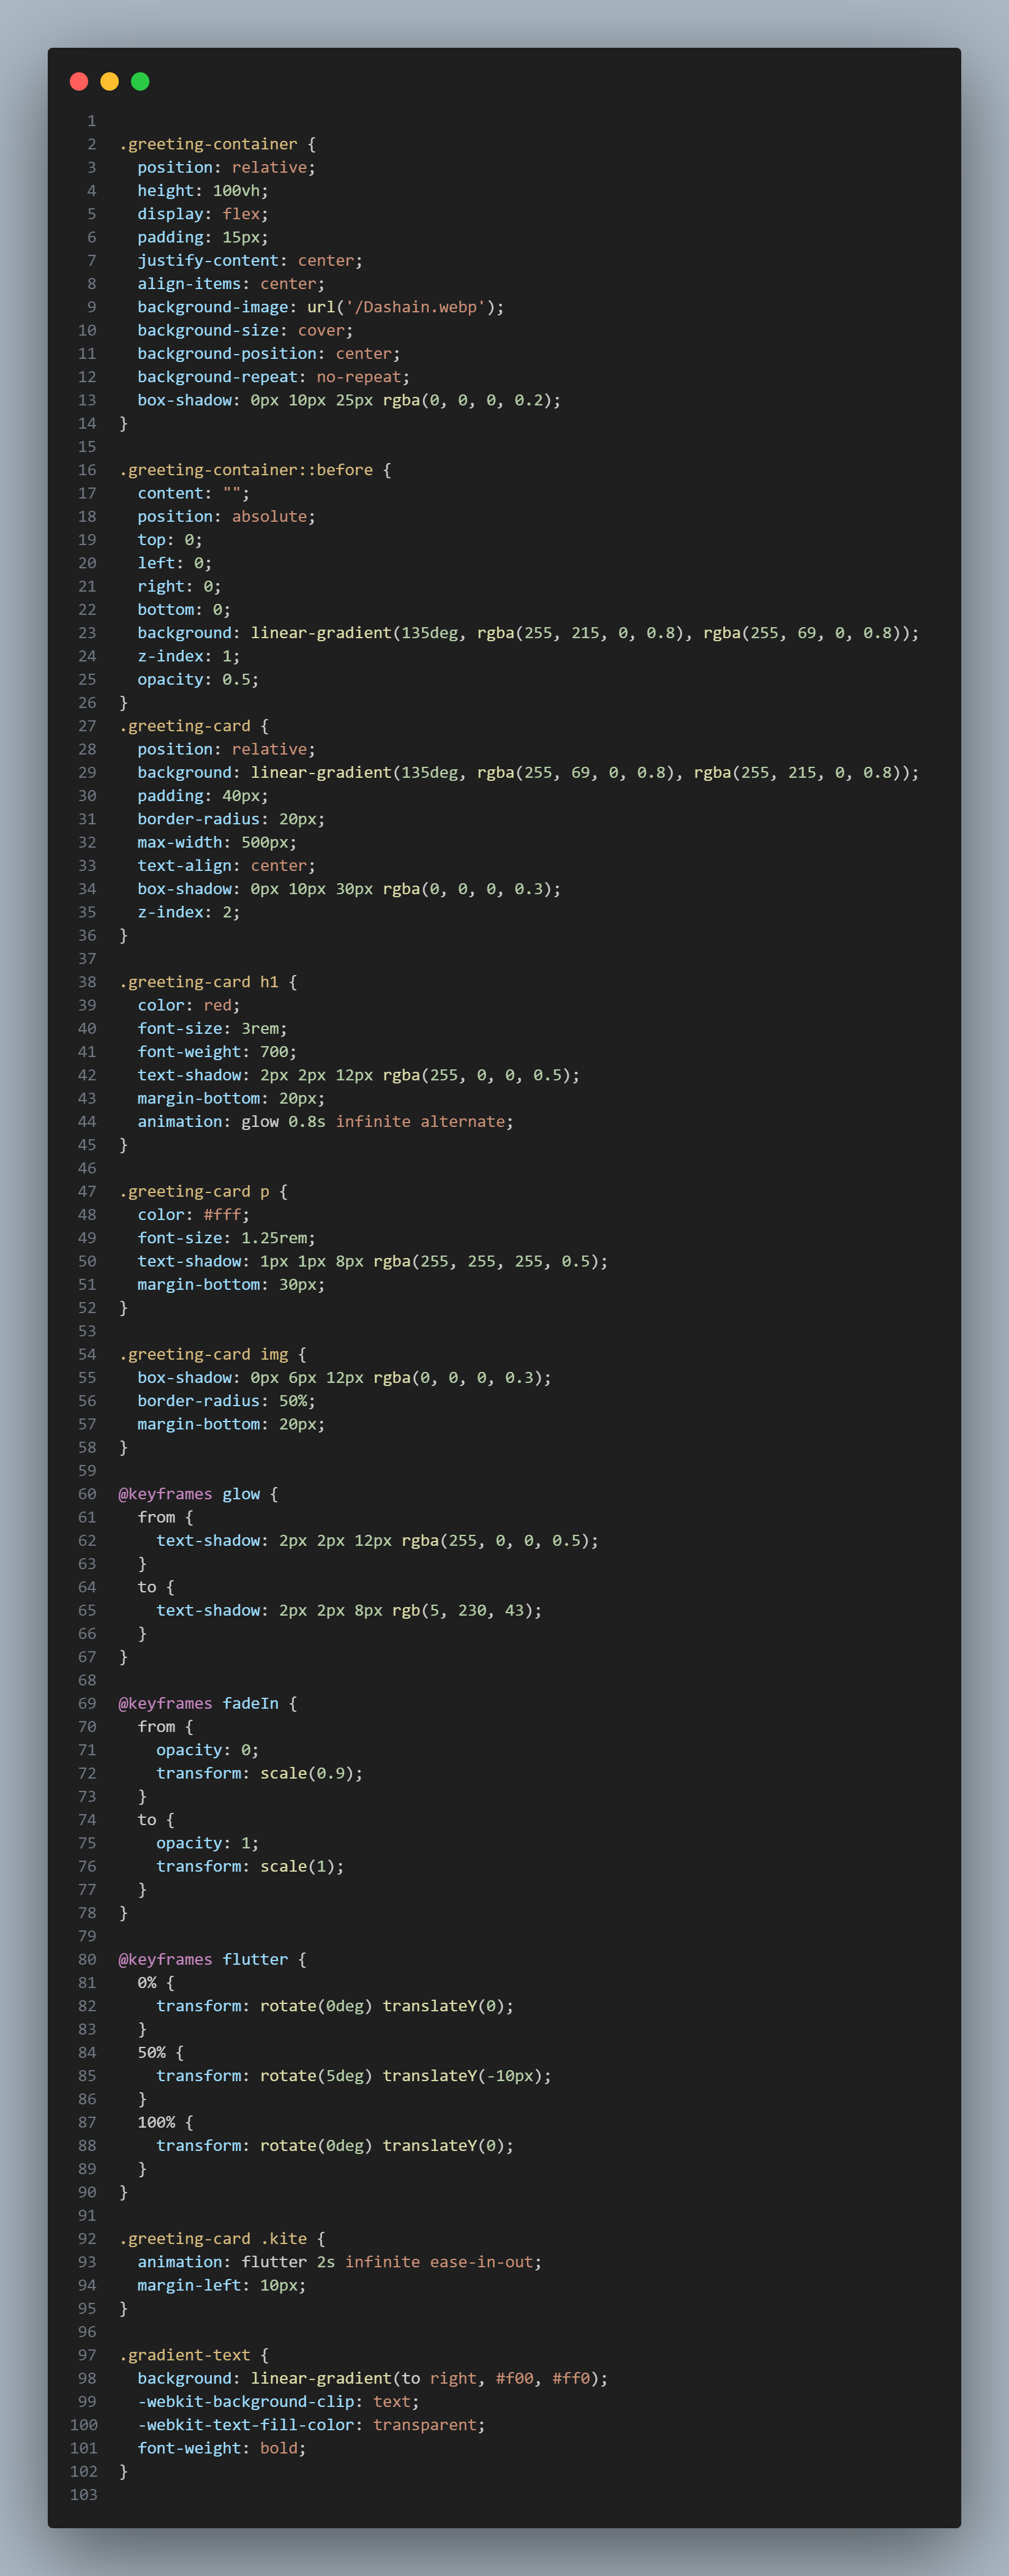 1
2 .greeting-container {
3   position: relative;
4   height: 100vh;
5   display: flex;
6   padding: 15px;
7   justify-content: center;
8   align-items: center;
9   background-image: url('/Dashain.webp');
10   background-size: cover;
11   background-position: center;
12   background-repeat: no-repeat;
13   box-shadow: 0px 10px 25px rgba(0, 0, 0, 0.2);
14 }
15
16 .greeting-container::before {
17   content: "";
18   position: absolute;
19   top: 0;
20   left: 0;
21   right: 0;
22   bottom: 0;
23   background: linear-gradient(135deg, rgba(255, 215, 0, 0.8), rgba(255, 69, 0, 0.8));
24   z-index: 1;
25   opacity: 0.5;
26 }
27 .greeting-card {
28   position: relative;
29   background: linear-gradient(135deg, rgba(255, 69, 0, 0.8), rgba(255, 215, 0, 0.8));
30   padding: 40px;
31   border-radius: 20px;
32   max-width: 500px;
33   text-align: center;
34   box-shadow: 0px 10px 30px rgba(0, 0, 0, 0.3);
35   z-index: 2;
36 }
37
38 .greeting-card h1 {
39   color: red;
40   font-size: 3rem;
41   font-weight: 700;
42   text-shadow: 2px 2px 12px rgba(255, 0, 0, 0.5);
43   margin-bottom: 20px;
44   animation: glow 0.8s infinite alternate;
45 }
46
47 .greeting-card p {
48   color: #fff;
49   font-size: 1.25rem;
50   text-shadow: 1px 1px 8px rgba(255, 255, 255, 0.5);
51   margin-bottom: 30px;
52 }
53
54 .greeting-card img {
55   box-shadow: 0px 6px 12px rgba(0, 0, 0, 0.3);
56   border-radius: 50%;
57   margin-bottom: 20px;
58 }
59
60 @keyframes glow {
61   from {
62     text-shadow: 2px 2px 12px rgba(255, 0, 0, 0.5);
63   }
64   to {
65     text-shadow: 2px 2px 8px rgb(5, 230, 43);
66   }
67 }
68
69 @keyframes fadeIn {
70   from {
71     opacity: 0;
72     transform: scale(0.9);
73   }
74   to {
75     opacity: 1;
76     transform: scale(1);
77   }
78 }
79
80 @keyframes flutter {
81   0% {
82     transform: rotate(0deg) translateY(0);
83   }
84   50% {
85     transform: rotate(5deg) translateY(-10px);
86   }
87   100% {
88     transform: rotate(0deg) translateY(0);
89   }
90 }
91
92 .greeting-card .kite {
93   animation: flutter 2s infinite ease-in-out;
94   margin-left: 10px;
95 }
96
97 .gradient-text {
98   background: linear-gradient(to right, #f00, #ff0);
99   -webkit-background-clip: text;
100   -webkit-text-fill-color: transparent;
101   font-weight: bold;
102 }
103